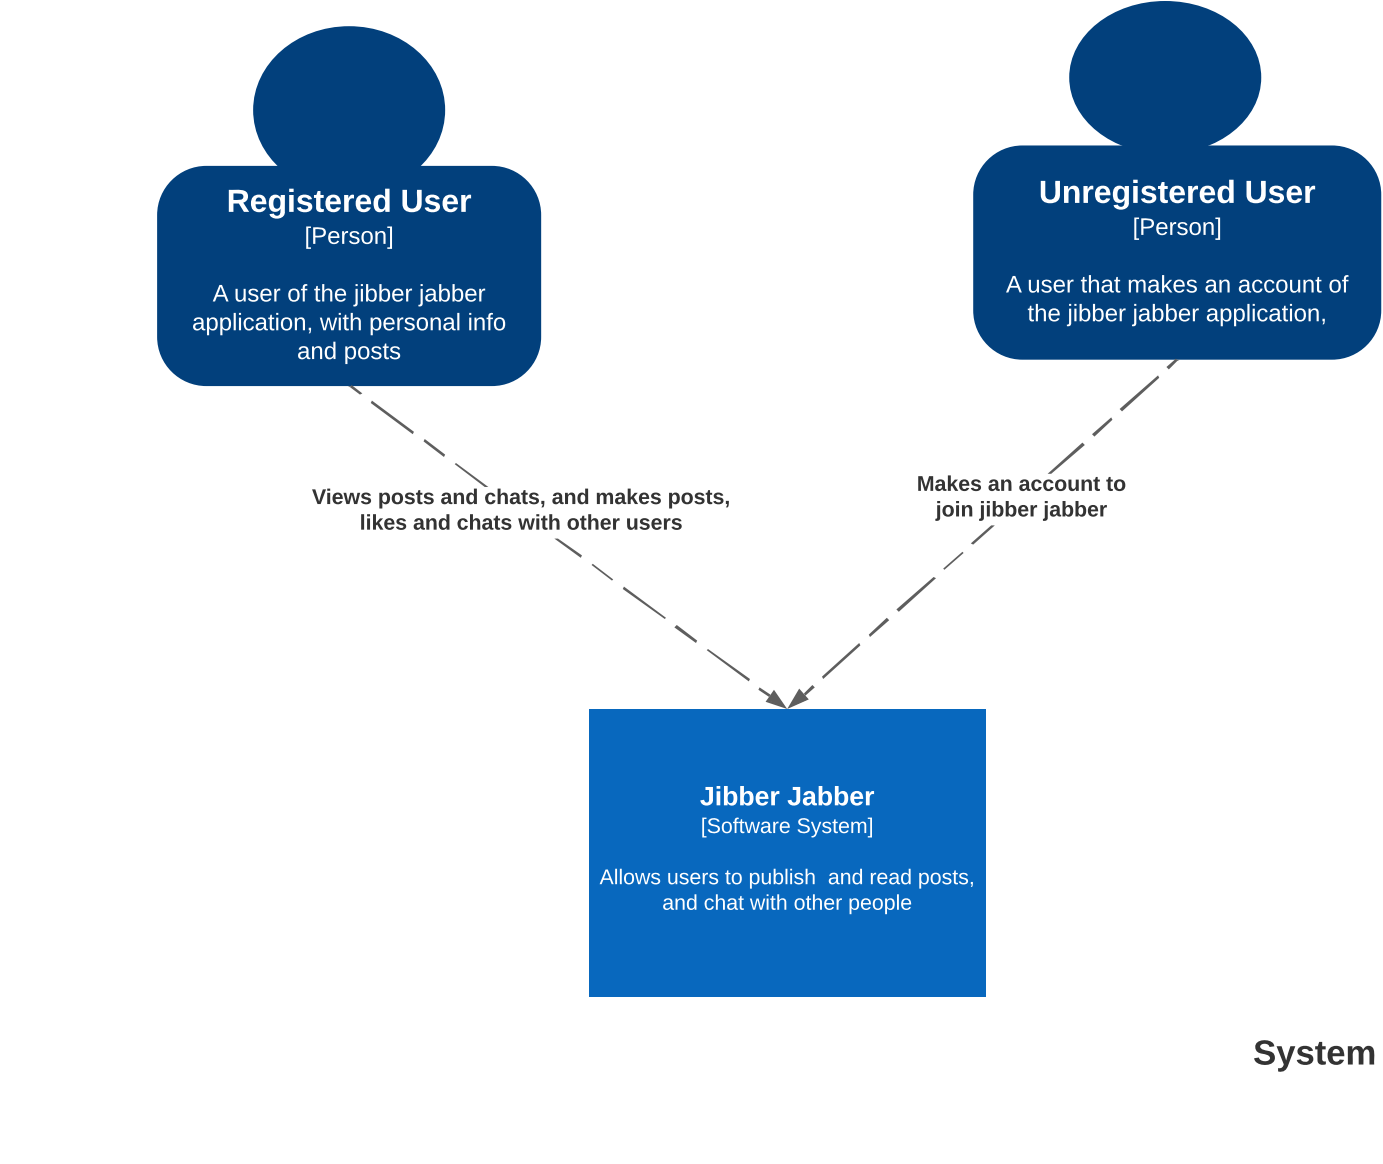 Registered User
[Person]
A user of the jibber jabber
application, with personal info
and posts
Unregistered User
[Person]
A user that makes an account of
the jibber jabber application,
Views posts and chats, and makes posts,
likes and chats with other users
Makes an account to
join jibber jabber
Jibber Jabber
[Software System]
Allows users to publish  and read posts,
and chat with other people
System